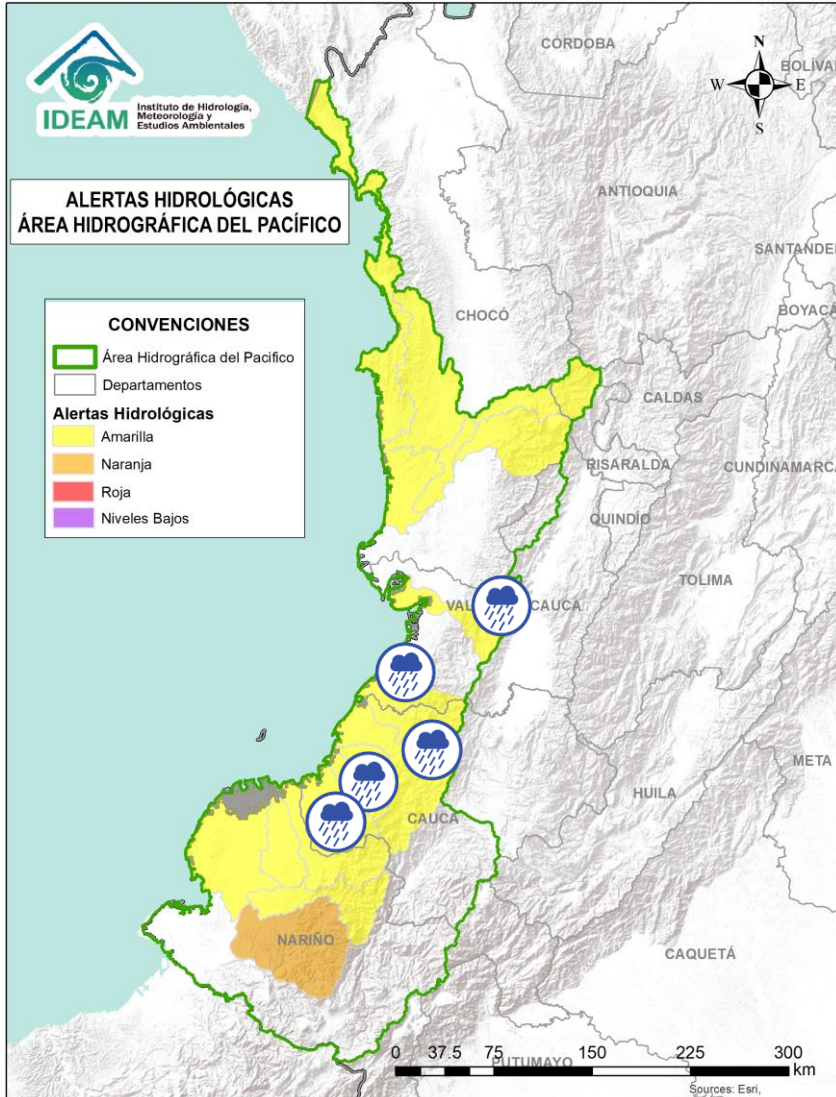 IDEAM
Instituto de Hidrología,
Meteorología y
Estudios Ambientales
ALERTAS HIDROLÓGICAS
ÁREA HIDROGRÁFICA DEL PACÍFICO
CONVENCIONES
Área Hidrográfica del Pacifico
Departamentos
Alertas Hidrológicas
Amarilla
Naranja
Roja
Niveles Bajos
N
W E
S
CÓRDOBA
BOLÍVAR
ANTIOQUIA
SANTANDER
BOYACÁ
CHOCÓ
CALDAS
RISARALDA
CUNDINAMARCA
QUINDÍO
TOLIMA
VAL CAUCA
META
HUILA
CAUCA
NARIÑO
CAQUETÁ
PUTUMAYO
0 37.5 75 150 225 300
km
Sources: Esri,